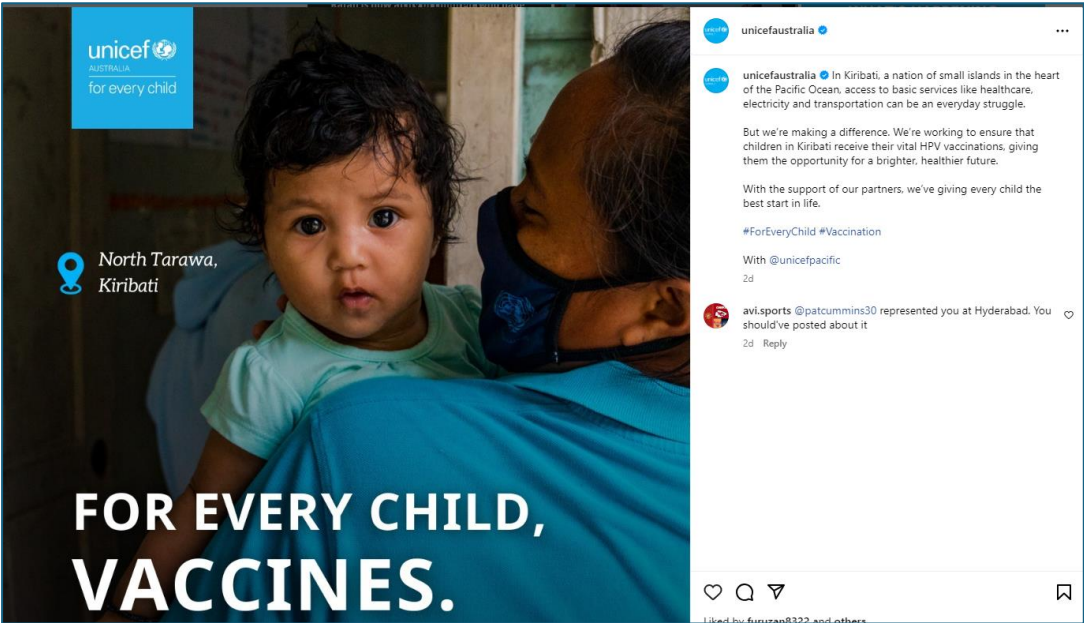 unicef
AUSTRALIA
for every child
North Tarawa,
Kiribati
FOR EVERY CHILD,
VACCINES.
unicefaustralia
unicefaustralia In Kiribati, a nation of small islands in the heart
of the Pacific Ocean, access to basic services like healthcare,
electricity and transportation can be an everyday struggle.
But we're making a difference. We're working to ensure that
children in Kiribati receive their vital HPV vaccinations, giving
them the opportunity for a brighter, healthier future.
With the support of our partners, we've giving every child the
best start in life.
#ForEveryChild #Vaccination
With @unicefpacific
2d
avi.sports @patcummins30 represented you at Hyderabad. You
should've posted about it
2d Reply
Liked by furuzan8322 and others